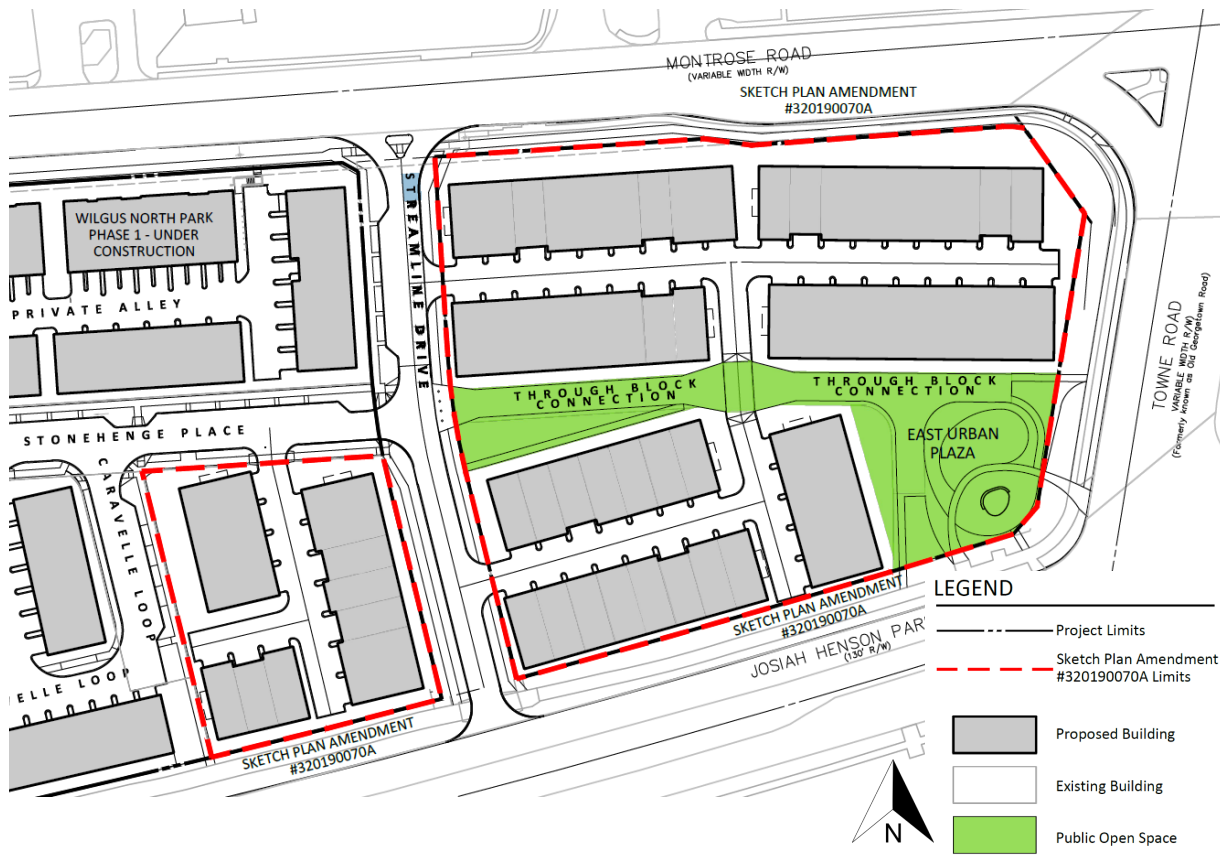 MONTROSE ROAD
(VARIABLE WIDTH R/W)
SKETCH PLAN AMENDMENT
#320190070A
WILGUS NORTH PARK
PHASE 1 - UNDER
CONSTRUCTION
STREAMLINE DRIVE
PRIVATE ALLEY
TOWNE ROAD
VARIABLE WIDTH R/W)
(Formerly known as Old Georgetown Road)
THROUGH BLOCK
CONNECTION
THROUGH BLOCK
CONNECTION
STONEHENGE PLACE
EAST URBAN
PLAZA
CARAVELLE LOOP
ELLE LOOP
SKETCH PLAN AMENDMENT
#320190070A
JOSIAH HENSON PAR
(130' R/W)
SKETCH PLAN AMENDMENT
#320190070A
LEGEND
Project Limits
Sketch Plan Amendment
#320190070A Limits
Proposed Building
Existing Building
Public Open Space
N